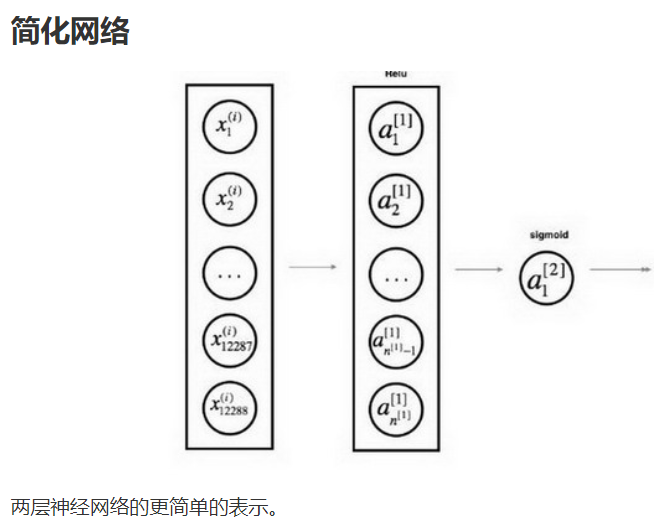 简化网络
Relu
x_1^{(i)} a_1^{[1]}
x_2^{(i)} a_2^{[1]}
sigmoid
... ... a_1^{[2]}
x_{12287}^{(i)} a_{n^{[1]}-1}^{[1]}
x_{12288}^{(i)} a_{n^{[1]}}^{[1]}
两层神经网络的更简单的表示。